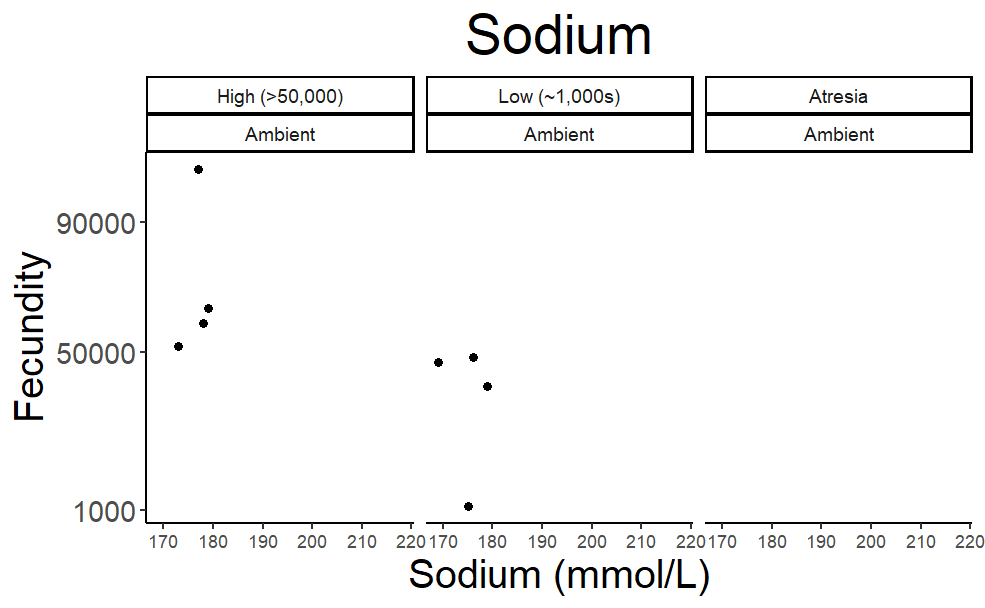 Sodium
High (>50,000) Low (~1,000s) Atresia
Ambient Ambient Ambient
90000
50000
1000
Fecundity
170 180 190 200 210 220 170 180 190 200 210 220 170 180 190 200 210 220
Sodium (mmol/L)